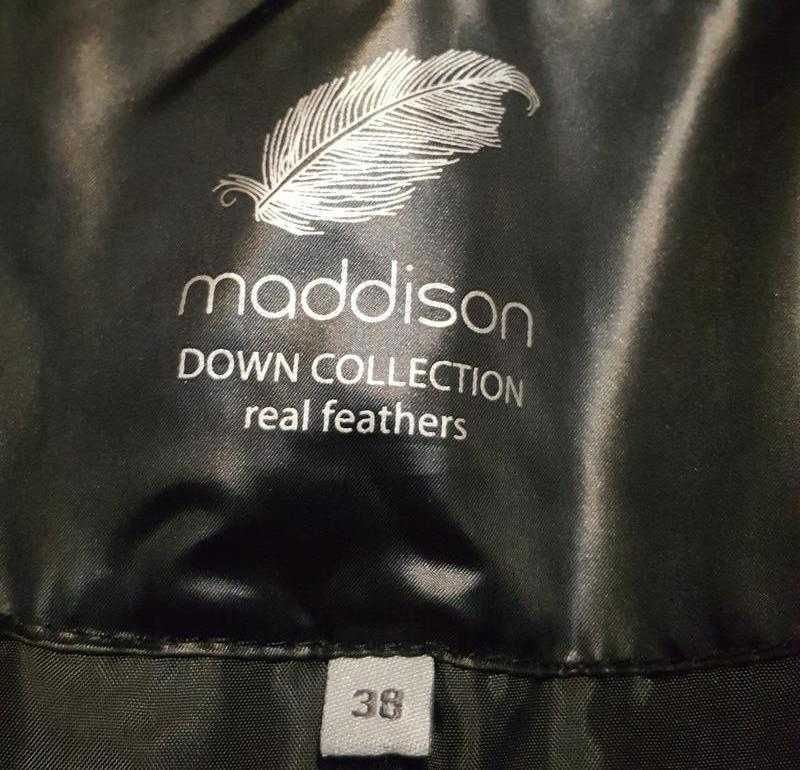 maddison
DOWN COLLECTION
real feathers
38